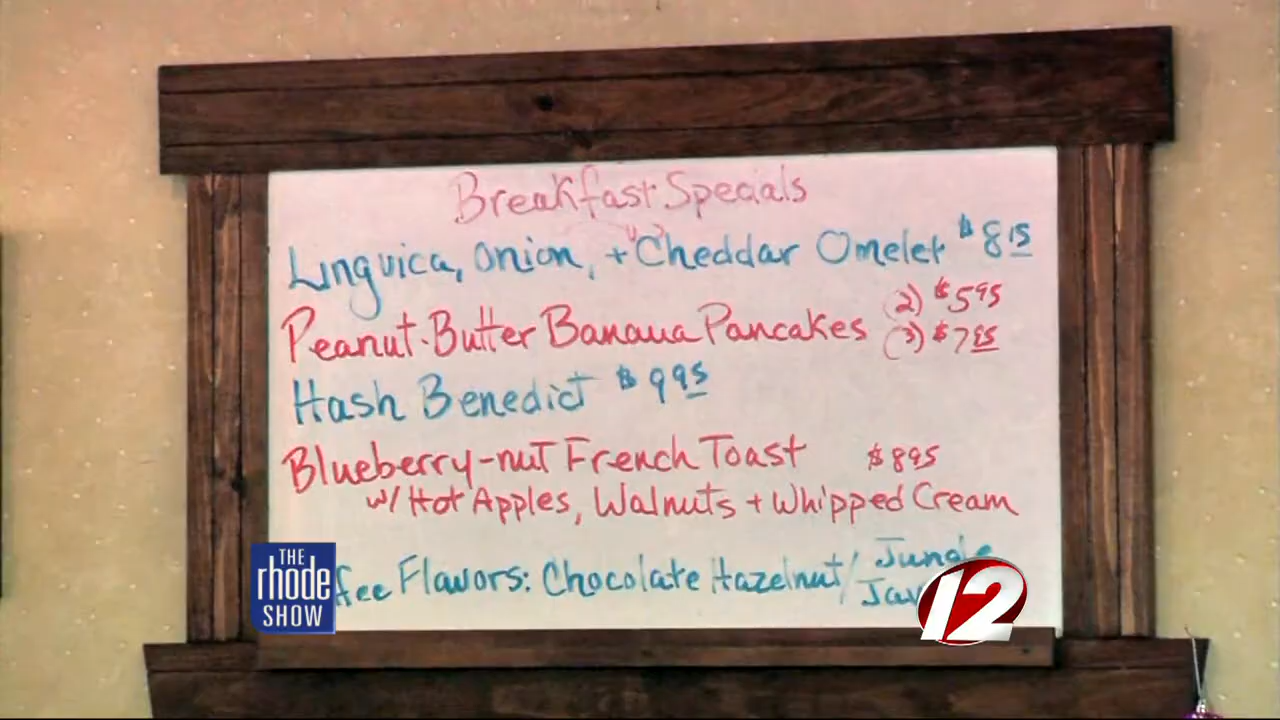 Breakfast Specials
Linguica, Onion, + Cheddar Omelet $8.15
(2) $5.95
Peanut-Butter Banana Pancakes (3) $7.25
Hash Benedict $9.95
Blueberry-nut French Toast $8.95
w/ Hot Apples, Walnuts + Whipped Cream
Flavors: Chocolate Hazelnut/ Jungle
THE
rhode
SHOW
12